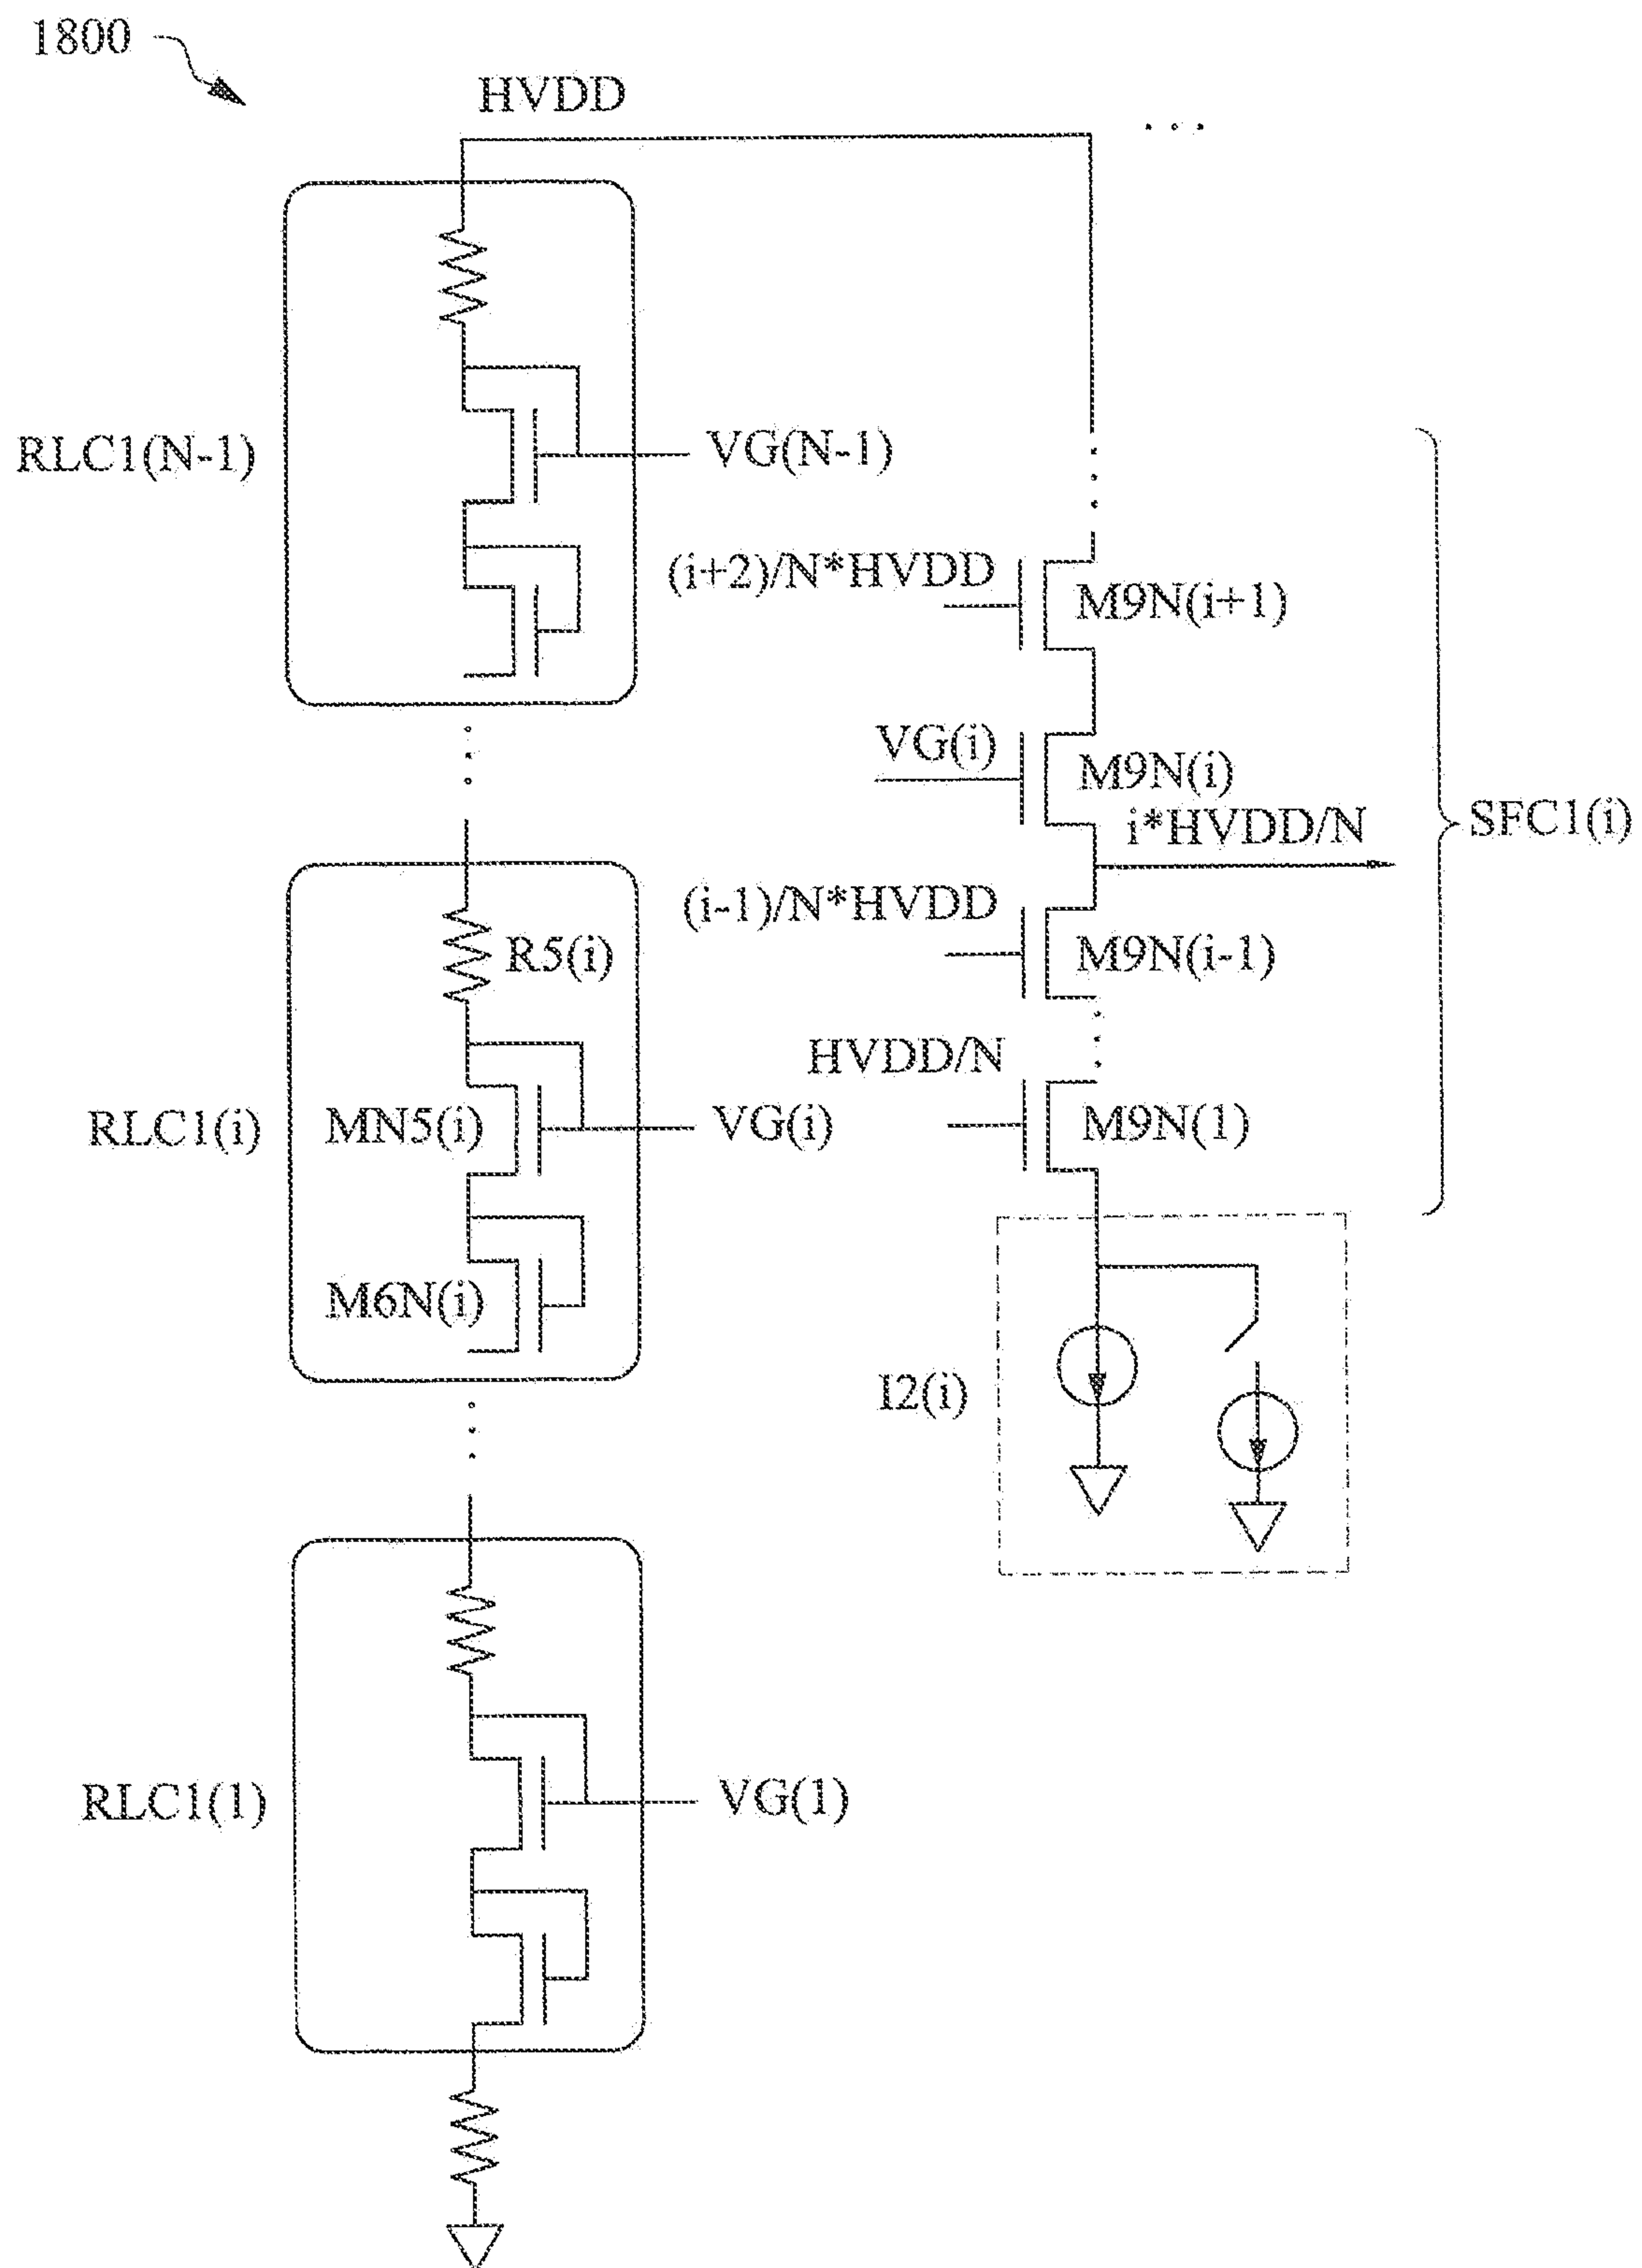 1800
HVDD
RLC1(N-1)
VG(N-1)
(i+2)/N*HVDD
M9N(i+1)
VG(i)
M9N(i)
i*HVDD/N
SFC1(i)
(i-1)/N*HVDD
M9N(i-1)
R5(i)
HVDD/N
RLC1(i)
MN5(i)
VG(i)
M9N(1)
M6N(i)
I2(i)
RLC1(1)
VG(1)